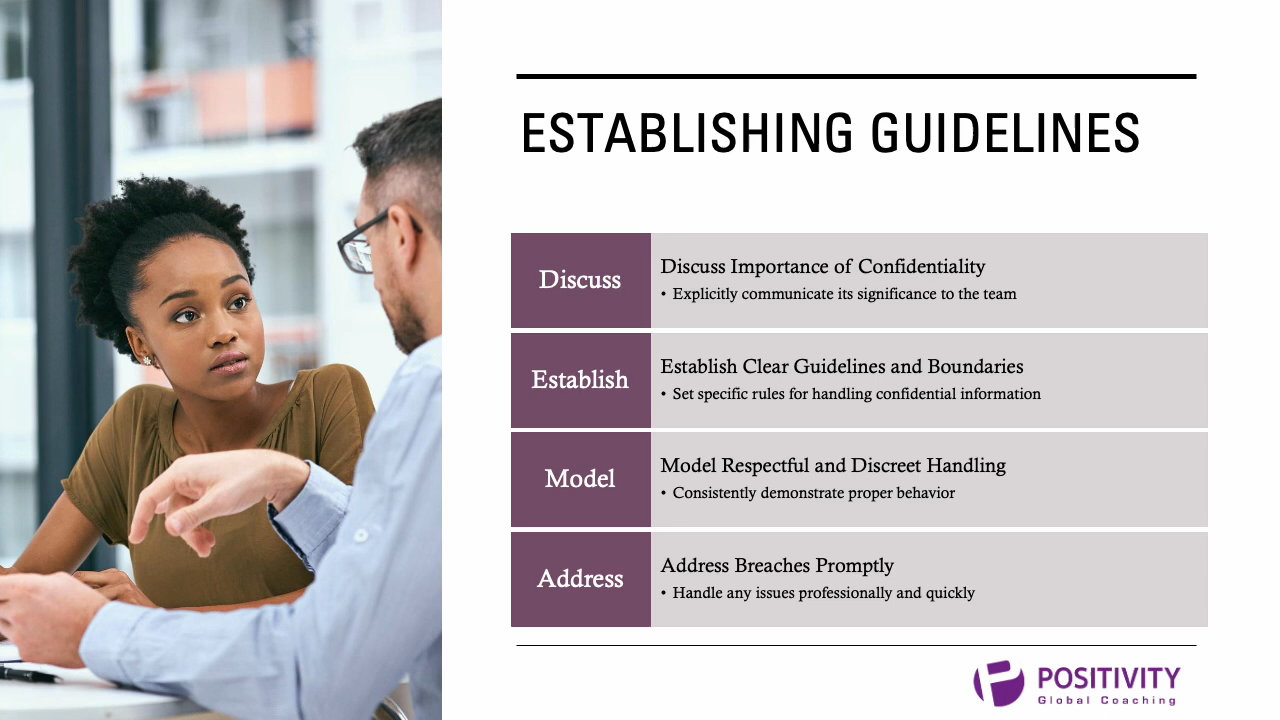 ESTABLISHING GUIDELINES
Discuss
Discuss Importance of Confidentiality
• Explicitly communicate its significance to the team
Establish
Establish Clear Guidelines and Boundaries
• Set specific rules for handling confidential information
Model
Model Respectful and Discreet Handling
• Consistently demonstrate proper behavior
Address
Address Breaches Promptly
• Handle any issues professionally and quickly
POSITIVITY
Global Coaching